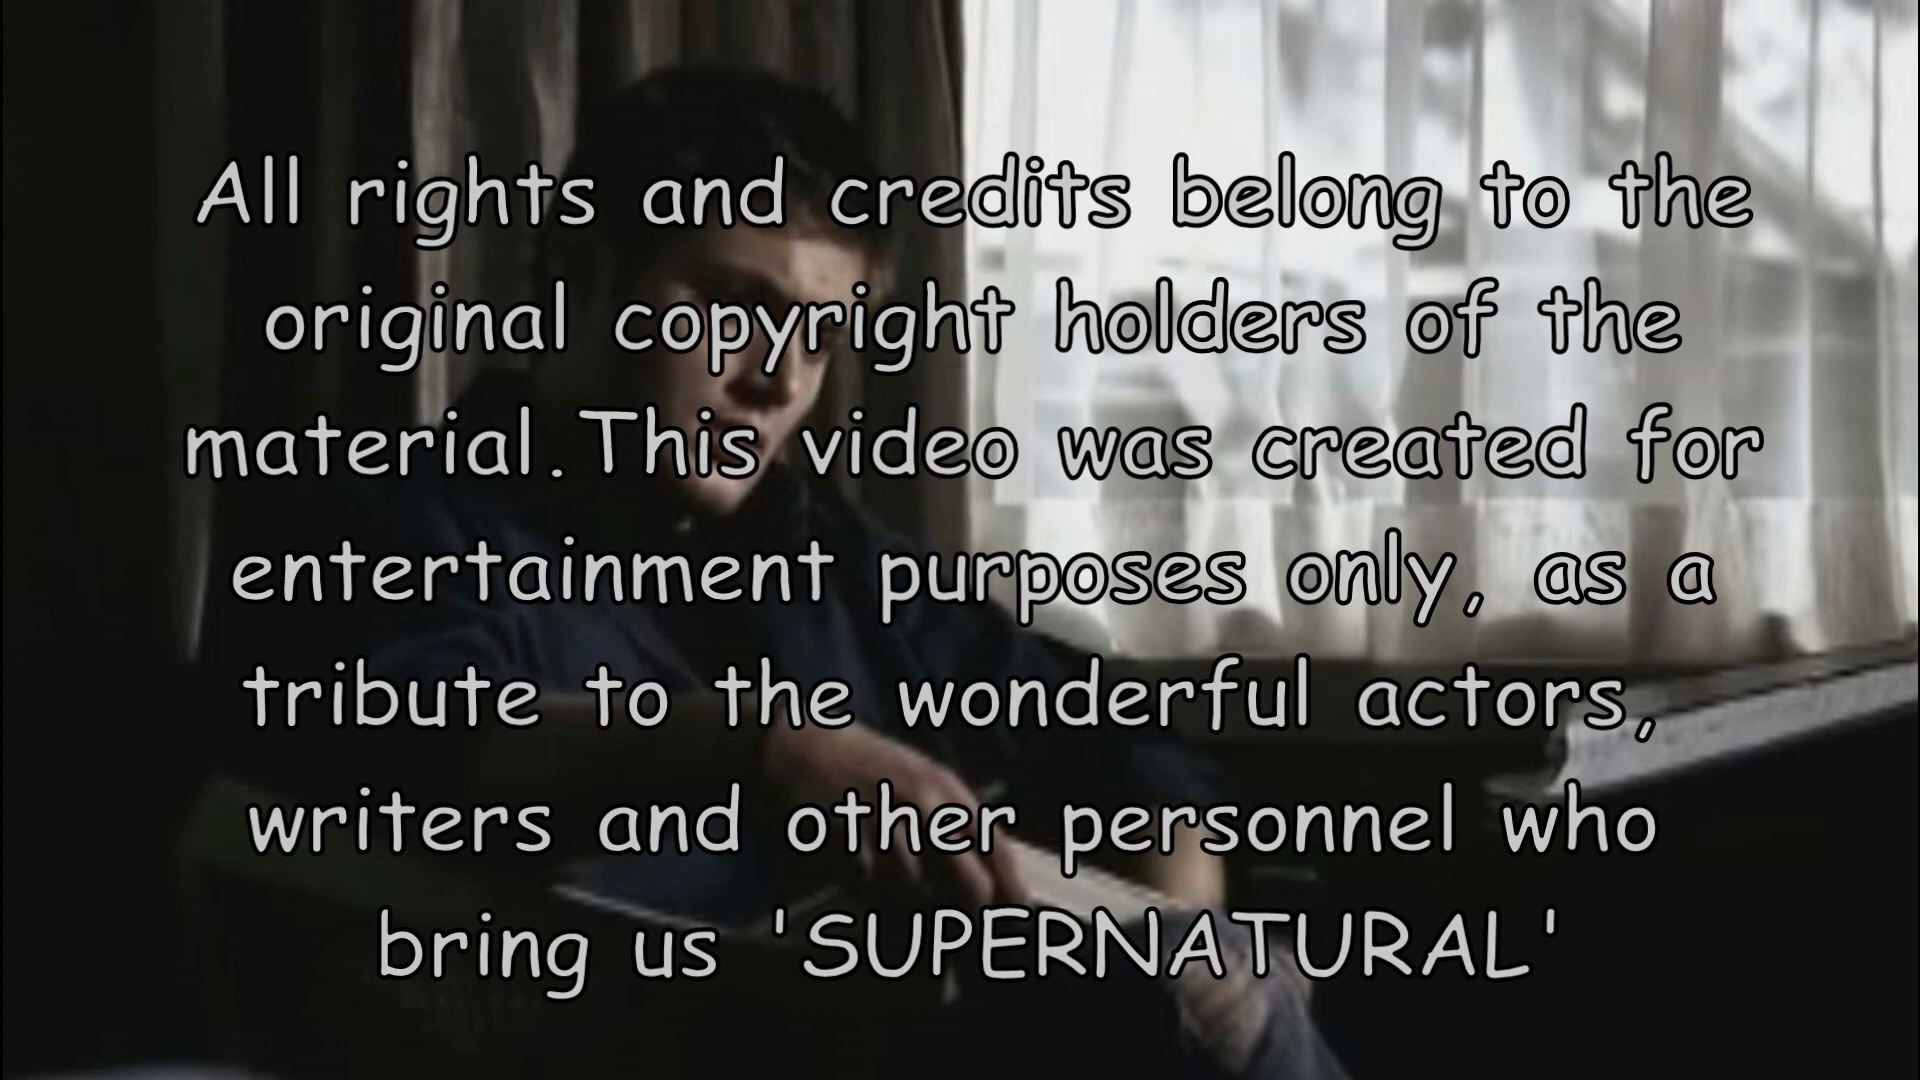 All rights and credits belong to the
original copyright holders of the
material.This video was created for
entertainment purposes only, as a
tribute to the wonderful actors,
writers and other personnel who
bring us 'SUPERNATURAL'